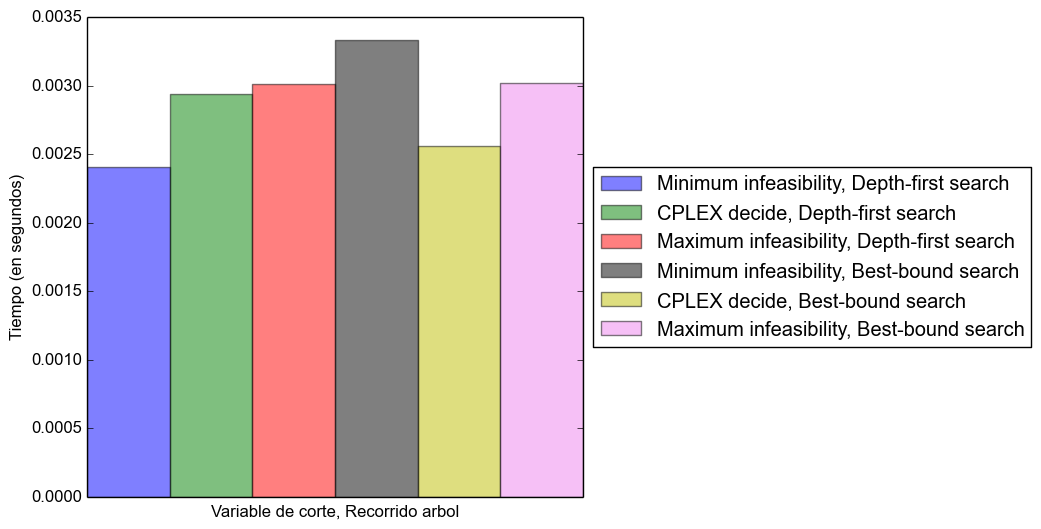 0.0035
0.0030
0.0025
0.0020
0.0015
0.0010
0.0005
0.0000
Tiempo (en segundos)
Variable de corte, Recorrido arbol
Minimum infeasibility, Depth-first search
CPLEX decide, Depth-first search
Maximum infeasibility, Depth-first search
Minimum infeasibility, Best-bound search
CPLEX decide, Best-bound search
Maximum infeasibility, Best-bound search